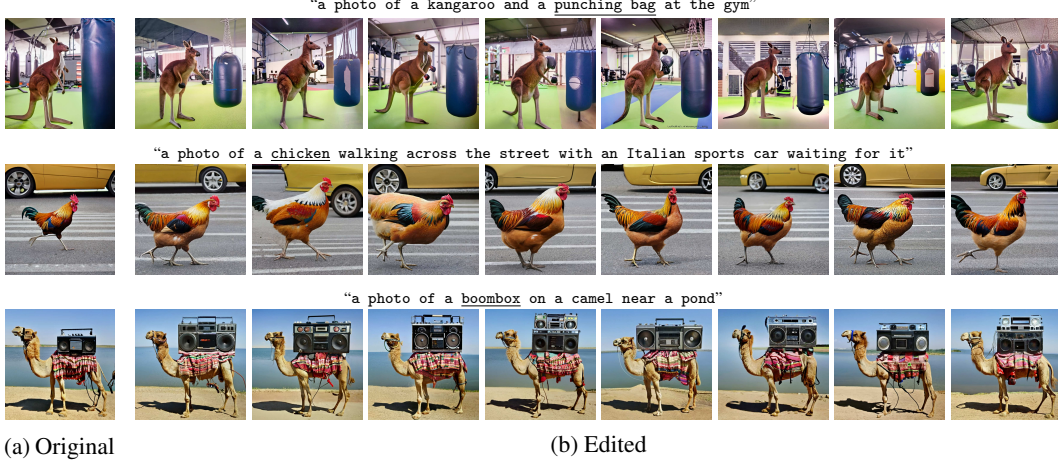 “a photo of a kangaroo and a punching bag at the gym”
“a photo of a chicken walking across the street with an Italian sports car waiting for it”
“a photo of a boombox on a camel near a pond”
(a) Original
(b) Edited